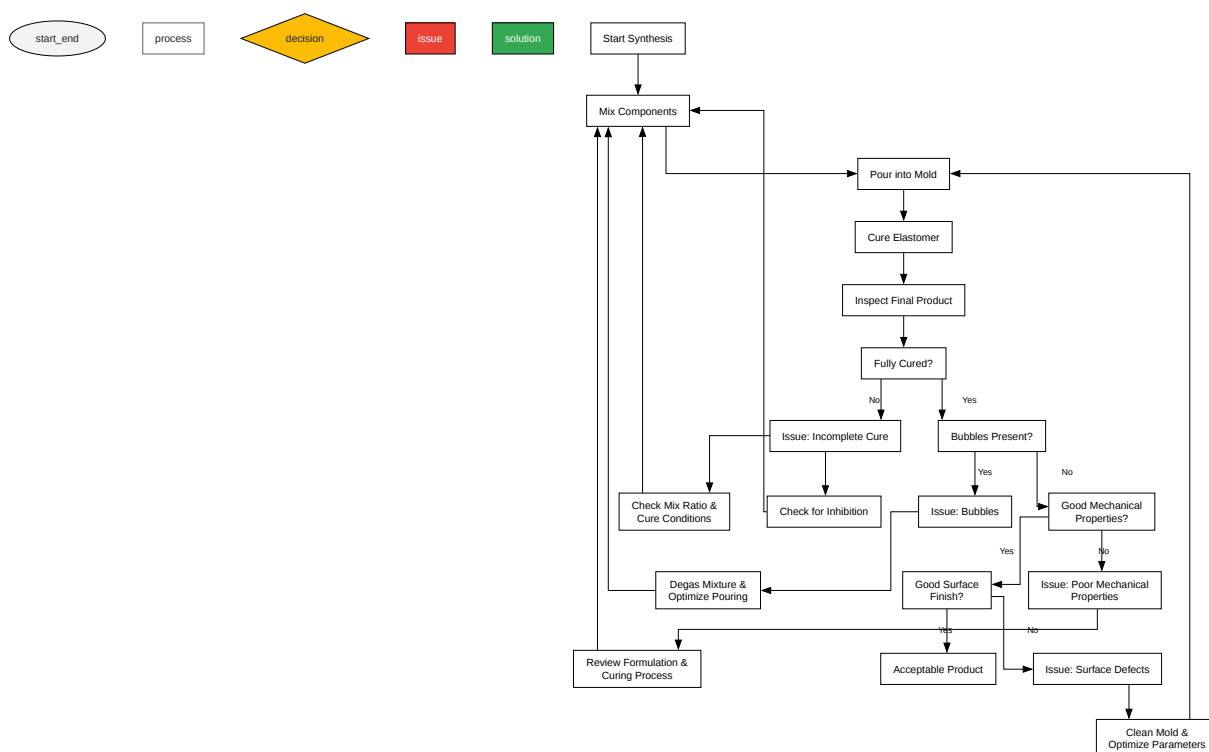 start_end
process
decision
issue
solution
Start Synthesis
Mix Components
Pour into Mold
Cure Elastomer
Inspect Final Product
Fully Cured?
No
Yes
Issue: Incomplete Cure
Bubbles Present?
Yes
No
Check Mix Ratio &
Cure Conditions
Check for Inhibition
Issue: Bubbles
Good Mechanical
Properties?
Yes
No
Degas Mixture &
Optimize Pouring
Good Surface
Finish?
Issue: Poor Mechanical
Properties
Yes
No
Review Formulation &
Curing Process
Acceptable Product
Issue: Surface Defects
Clean Mold &
Optimize Parameters